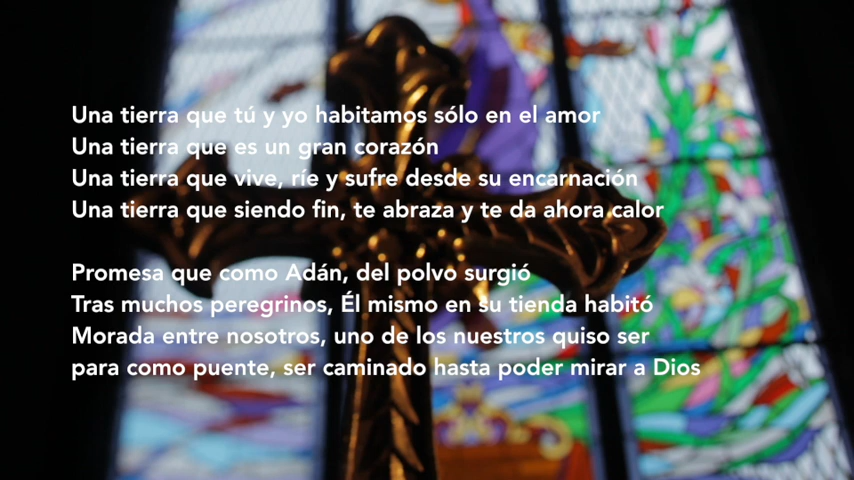 Una tierra que tú y yo habitamos sólo en el amor
Una tierra que es un gran corazón
Una tierra que vive, ríe y sufre desde su encarnación
Una tierra que siendo fin, te abraza y te da ahora calor
Promesa que como Adán, del polvo surgió
Tras muchos peregrinos, Él mismo en su tienda habitó
Morada entre nosotros, uno de los nuestros quiso ser
para como puente, ser caminado hasta poder mirar a Dios